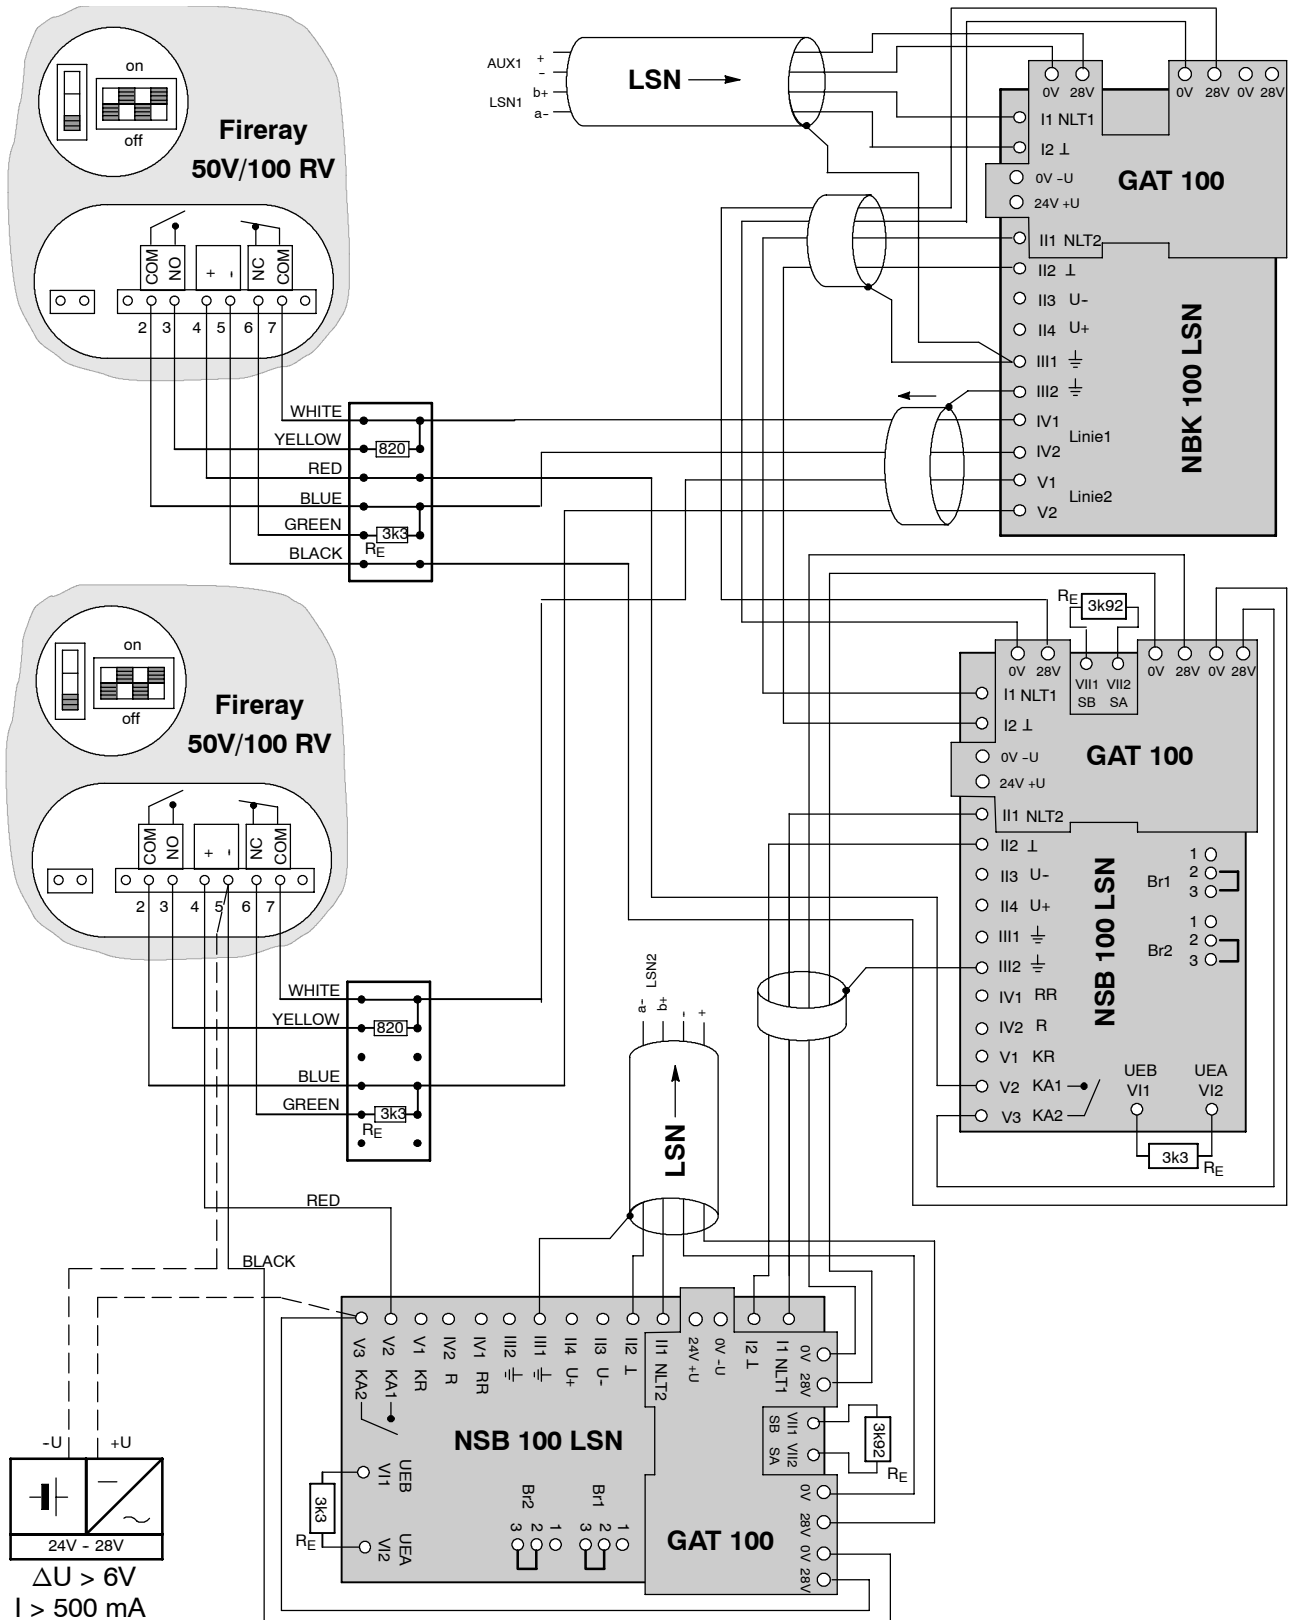 on
off
Fireray
50V/100 RV
COM
NO
+
-
NC
COM
2 3 4 5 6 7
WHITE
YELLOW
820
RED
BLUE
GREEN
3k3
RE
BLACK
AUX1
+
-
LSN1
b+
a-
LSN
0V 28V
0V 28V 0V 28V
I1 NLT1
I2 ⊥
0V -U
24V +U
GAT 100
II1 NLT2
II2 ⊥
II3 U-
II4 U+
III1 ⏚
III2 ⏚
IV1
Linie1
IV2
V1
Linie2
V2
NBK 100 LSN
on
off
Fireray
50V/100 RV
COM
NO
+
-
NC
COM
2 3 4 5 6 7
WHITE
YELLOW
820
BLUE
GREEN
3k3
RE
RED
BLACK
RE
3k92
0V 28V
VII1 VII2
SB SA
0V 28V 0V 28V
I1 NLT1
I2 ⊥
0V -U
24V +U
GAT 100
II1 NLT2
II2 ⊥
II3 U-
II4 U+
III1 ⏚
III2 ⏚
IV1 RR
IV2 R
V1 KR
V2 KA1
V3 KA2
NSB 100 LSN
Br1
1
2
3
Br2
1
2
3
UEB
VI1
UEA
VI2
3k3
RE
LSN2
a-
b+
-
+
LSN
V3 KA2
V2 KA1
V1 KR
IV2 R
IV1 RR
III2 ⏚
III1 ⏚
II4 U+
II3 U-
II2 ⊥
II1 NLT2
24V +U
0V -U
I2 ⊥
I1 NLT1
0V
28V
NSB 100 LSN
VII1 VII2
SB SA
3k92
RE
UEB
VI1
UEA
VI2
3k3
RE
Br2
3 2 1
Br1
3 2 1
GAT 100
0V
28V
0V
28V
-U
+U
24V - 28V
ΔU > 6V
I > 500 mA